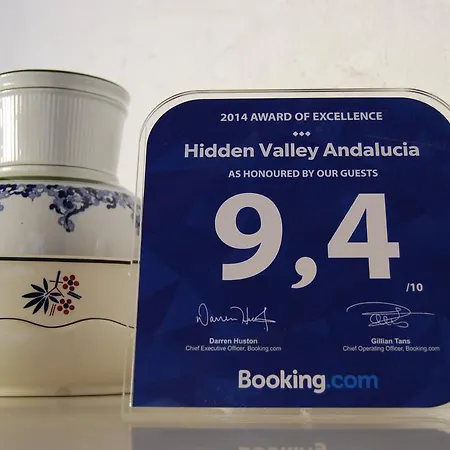 2014 AWARD OF EXCELLENCE
Hidden Valley Andalucia
AS HONOURED BY OUR GUESTS
9,4
/10
Darren Huston
Chief Executive Officer, Booking.com
Gillian Tans
Chief Operating Officer, Booking.com
Booking.com